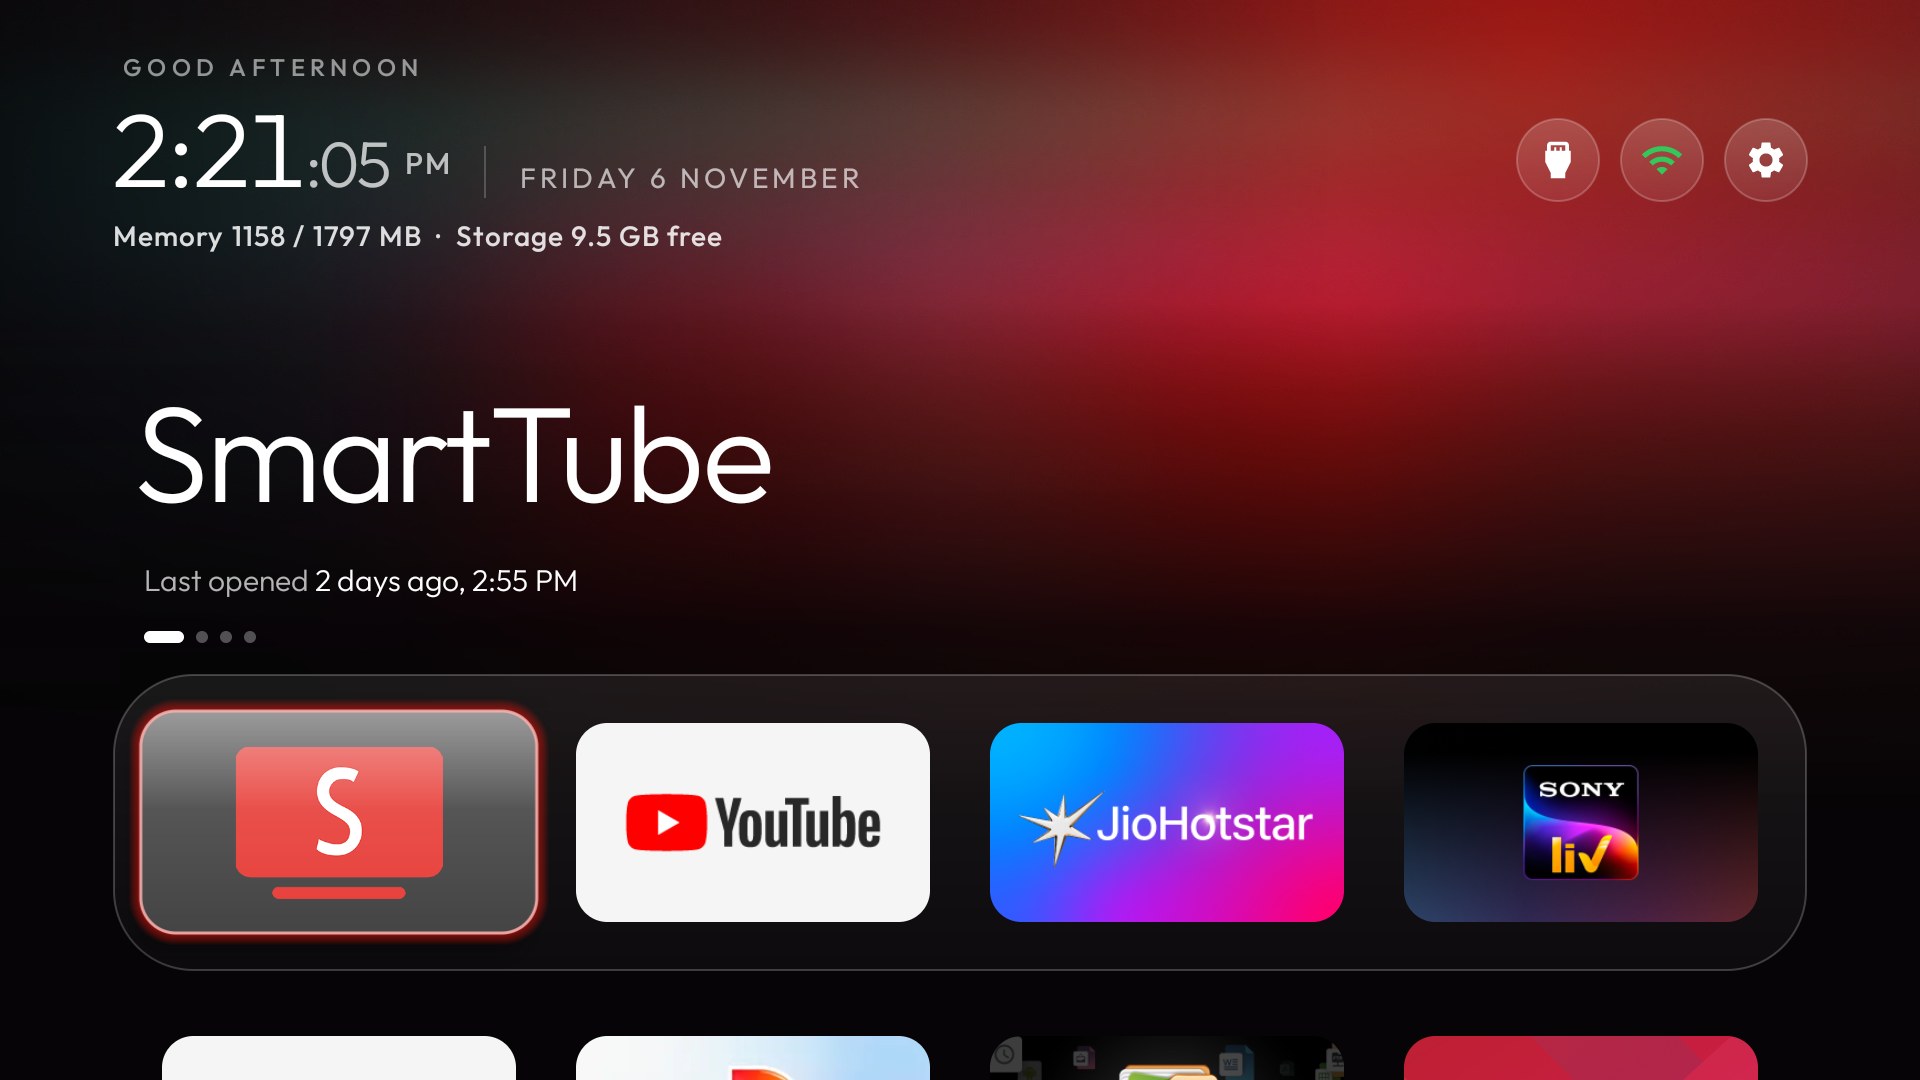 GOOD AFTERNOON
2:21:05 PM
FRIDAY 6 NOVEMBER
Memory 1158 / 1797 MB · Storage 9.5 GB free
SmartTube
Last opened 2 days ago, 2:55 PM
S
YouTube
JioHotstar
SONY
liv